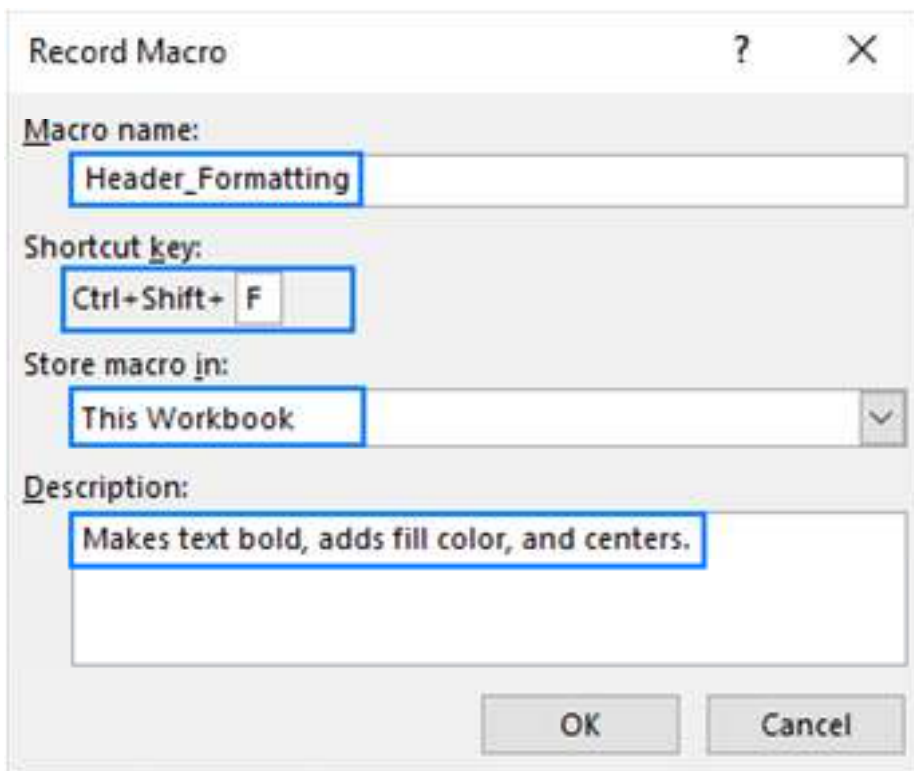 Record Macro ?
Macro name:
Header_Formatting
Shortcut key:
Ctrl+Shift+ F
Store macro in:
This Workbook
Description:
Makes text bold, adds fill color, and centers.
OK Cancel